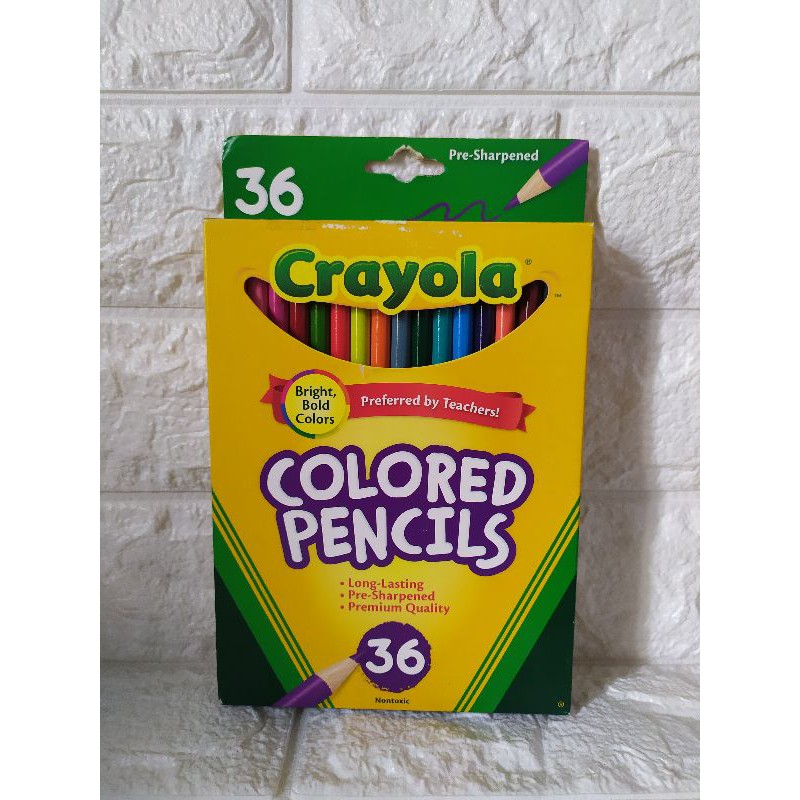 36
Pre-Sharpened
Crayola®
™
Bright,
Bold
Colors
Preferred by Teachers!
COLORED
PENCILS
• Long-Lasting
• Pre-Sharpened
• Premium Quality
36
Nontoxic
®